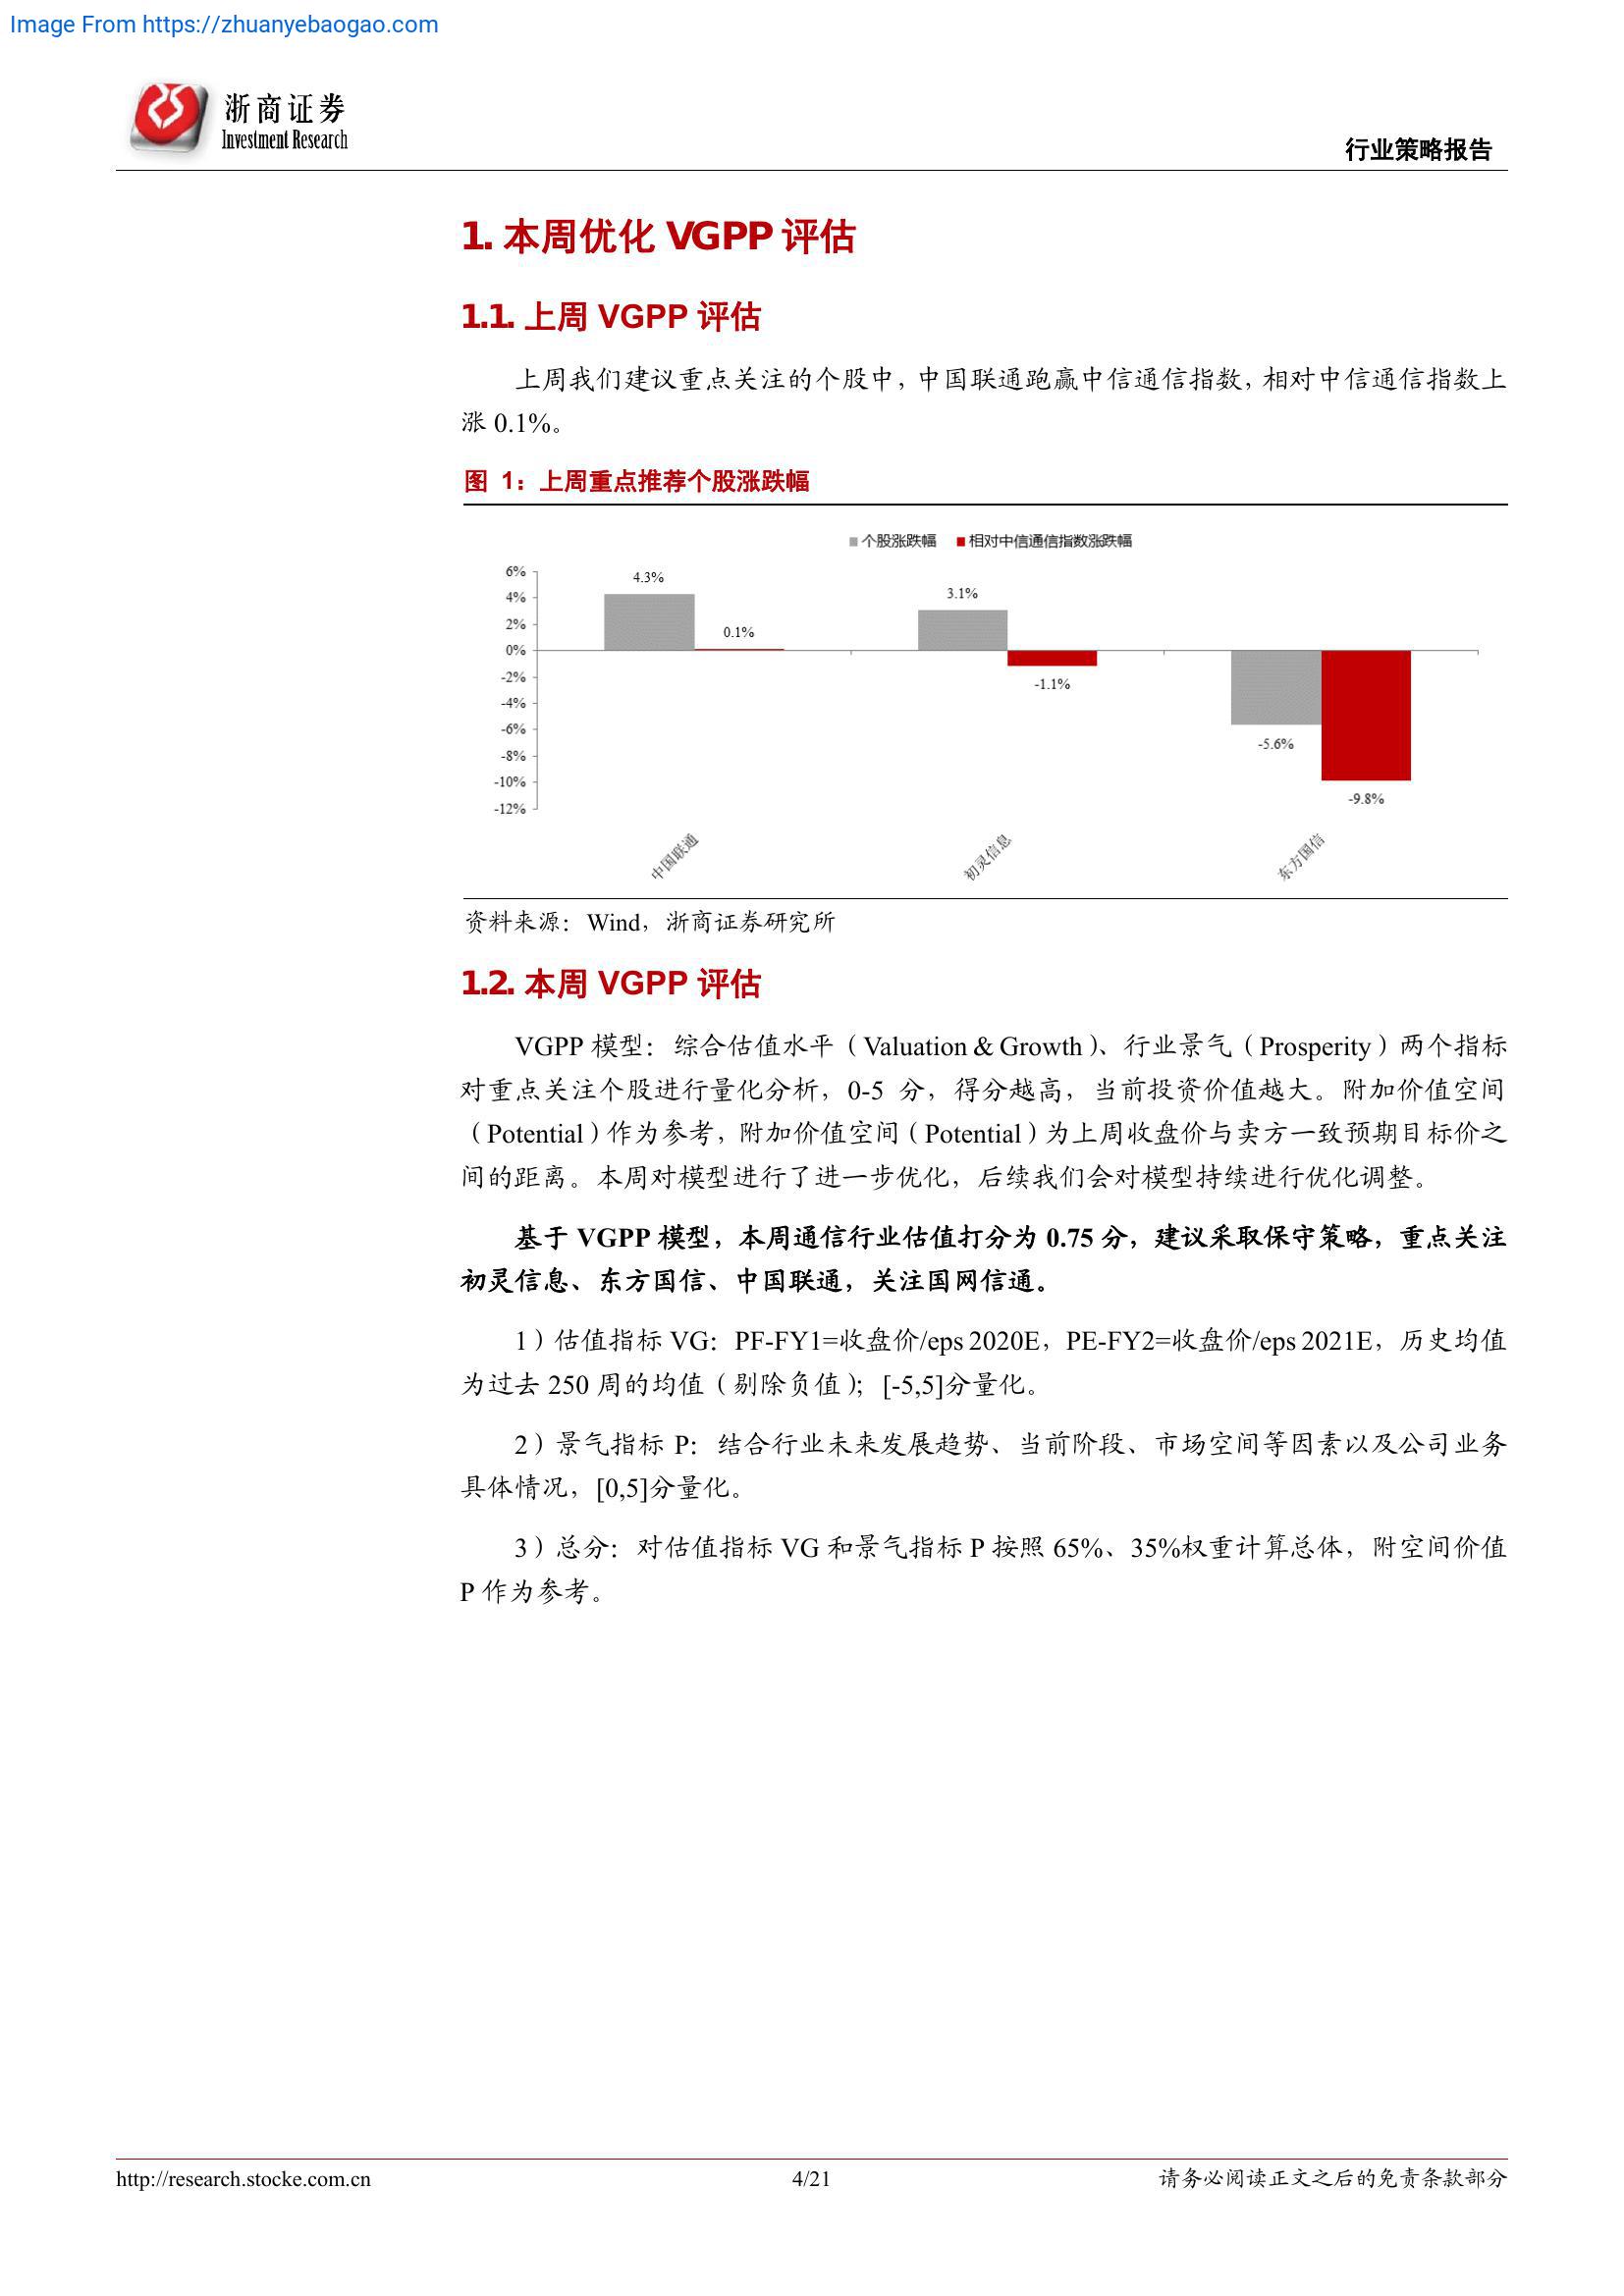 Image From https://zhuanyebaogao.com
浙商证券
Investment Research
行业策略报告
1. 本周优化 VGPP 评估
1.1. 上周 VGPP 评估
上周我们建议重点关注的个股中，中国联通跑赢中信通信指数，相对中信通信指数上
涨 0.1%。
图 1：上周重点推荐个股涨跌幅
个股涨跌幅 相对中信通信指数涨跌幅
6%
4%
2%
0%
-2%
-4%
-6%
-8%
-10%
-12%
4.3%
0.1%
3.1%
-1.1%
-5.6%
-9.8%
中国联通
初灵信息
东方国信
资料来源：Wind，浙商证券研究所
1.2. 本周 VGPP 评估
VGPP 模型：综合估值水平（Valuation & Growth）、行业景气（Prosperity）两个指标
对重点关注个股进行量化分析，0-5 分，得分越高，当前投资价值越大。附加价值空间
（Potential）作为参考，附加价值空间（Potential）为上周收盘价与卖方一致预期目标价之
间的距离。本周对模型进行了进一步优化，后续我们会对模型持续进行优化调整。
基于 VGPP 模型，本周通信行业估值打分为 0.75 分，建议采取保守策略，重点关注
初灵信息、东方国信、中国联通，关注国网信通。
1）估值指标 VG：PF-FY1=收盘价/eps 2020E，PE-FY2=收盘价/eps 2021E，历史均值
为过去 250 周的均值（剔除负值）；[-5,5]分量化。
2）景气指标 P：结合行业未来发展趋势、当前阶段、市场空间等因素以及公司业务
具体情况，[0,5]分量化。
3）总分：对估值指标 VG 和景气指标 P 按照 65%、35%权重计算总体，附空间价值
P 作为参考。
http://research.stocke.com.cn
4/21
请务必阅读正文之后的免责条款部分